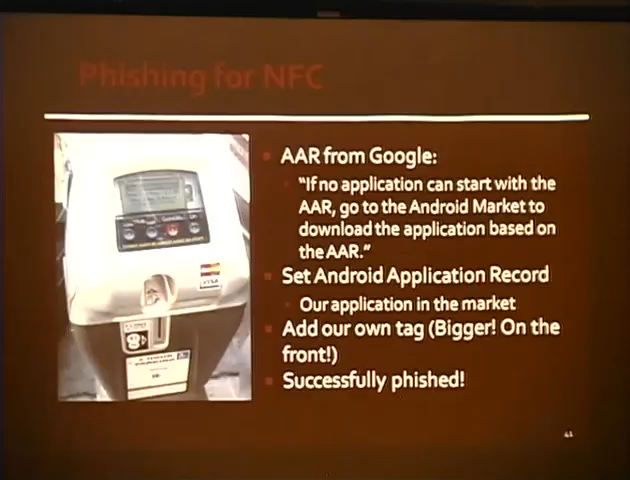 Phishing for NFC
AAR from Google:
"If no application can start with the
AAR, go to the Android Market to
download the application based on
the AAR."
Set Android Application Record
Our application in the market
Add our own tag (Bigger! On the
front!)
Successfully phished!
VISA